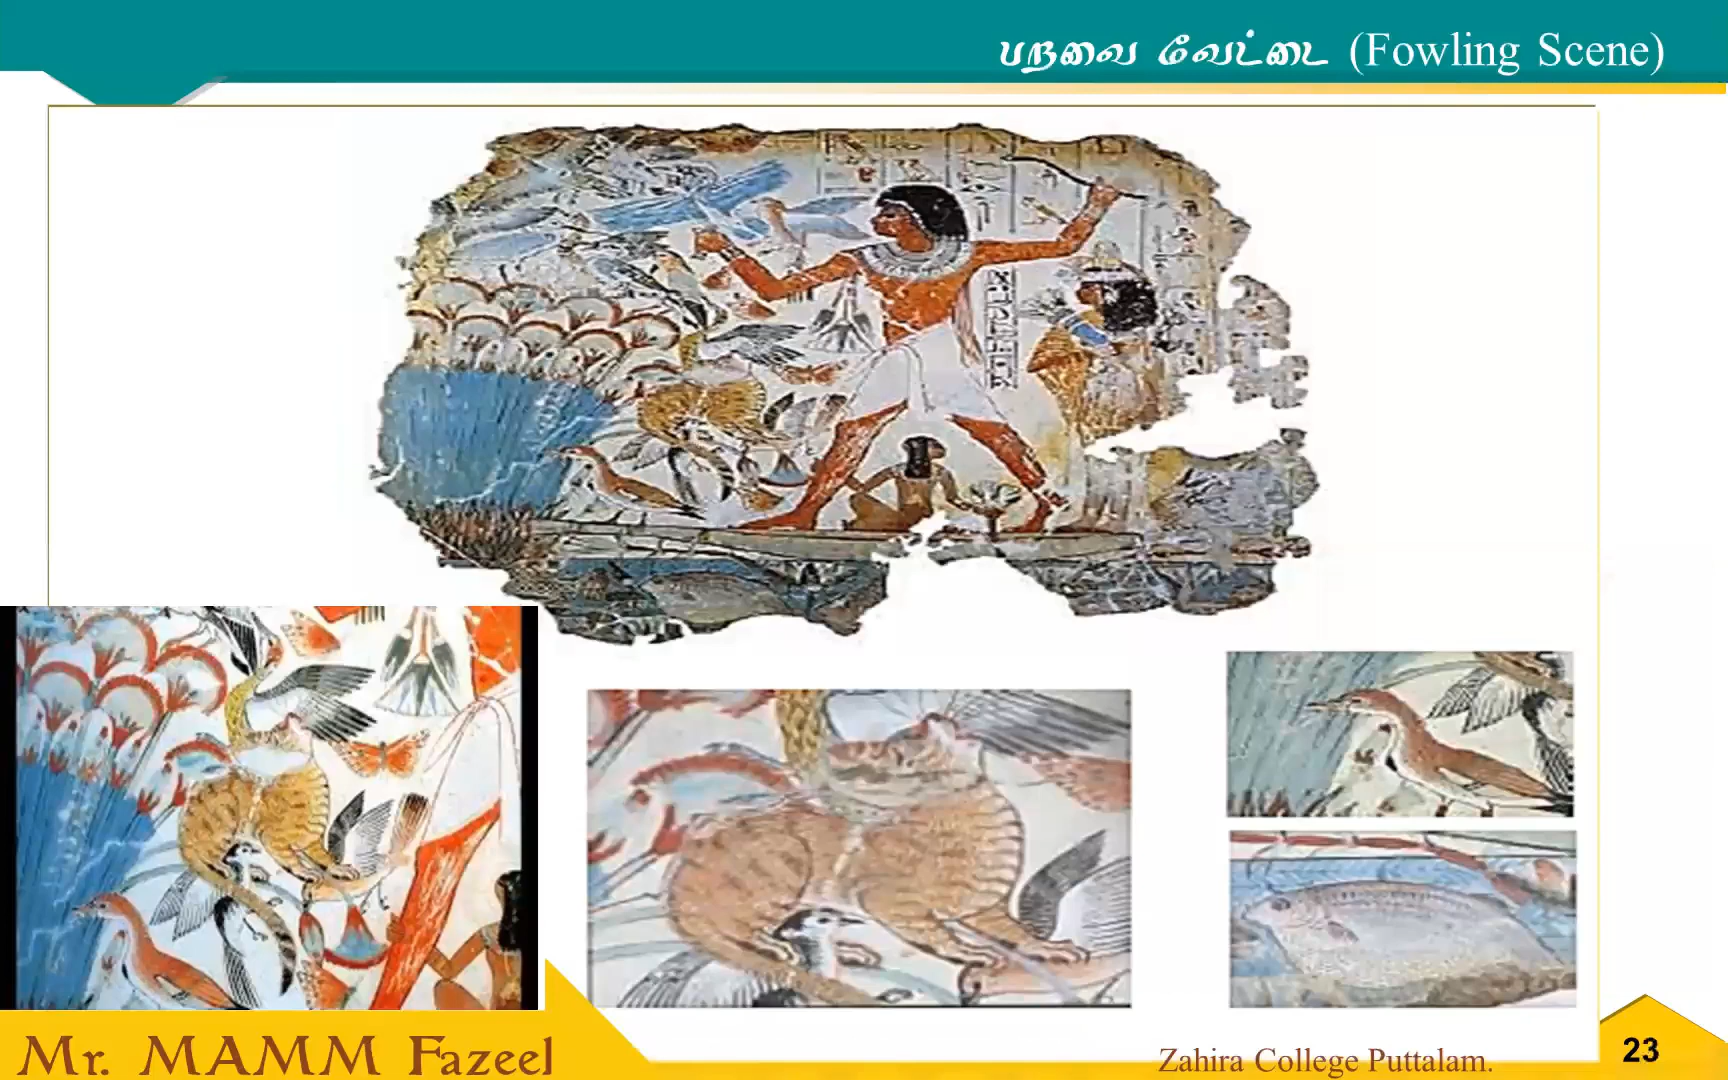 பறவை வேட்டை (Fowling Scene)
Mr. MAMM Fazeel
Zahira College Puttalam.
23